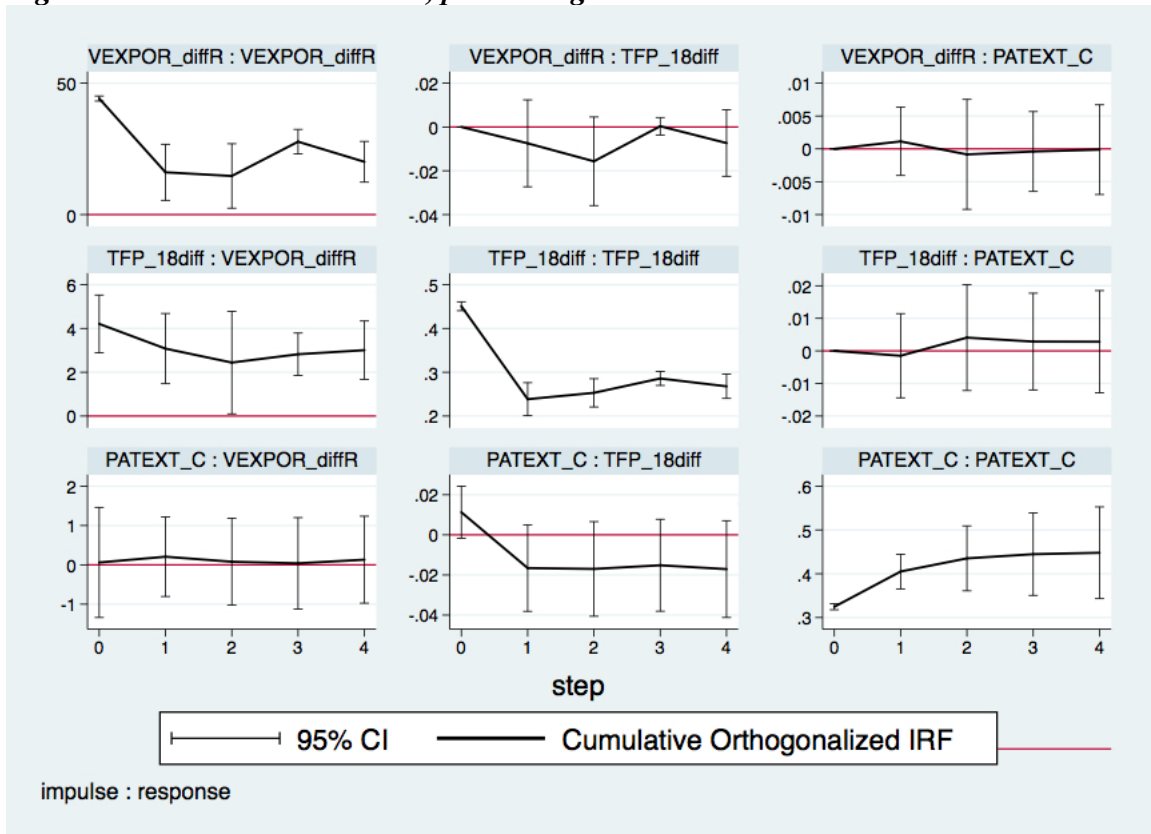 VEXPOR_diffR : VEXPOR_diffR VEXPOR_diffR : TFP_18diff VEXPOR_diffR : PATEXT_C
50 .02 .01
0 .005
-.02 0
-.005
0 -.04 -.01
TFP_18diff : VEXPOR_diffR TFP_18diff : TFP_18diff TFP_18diff : PATEXT_C
6 .5 .02
4 .4 .01
0
2 .3 -.01
0 .2 -.02
PATEXT_C : VEXPOR_diffR PATEXT_C : TFP_18diff PATEXT_C : PATEXT_C
2 .02 .6
1 0 .5
0 -.02 .4
-1 -.04 .3
0 1 2 3 4 0 1 2 3 4 0 1 2 3 4
step
95% CI Cumulative Orthogonalized IRF
impulse : response